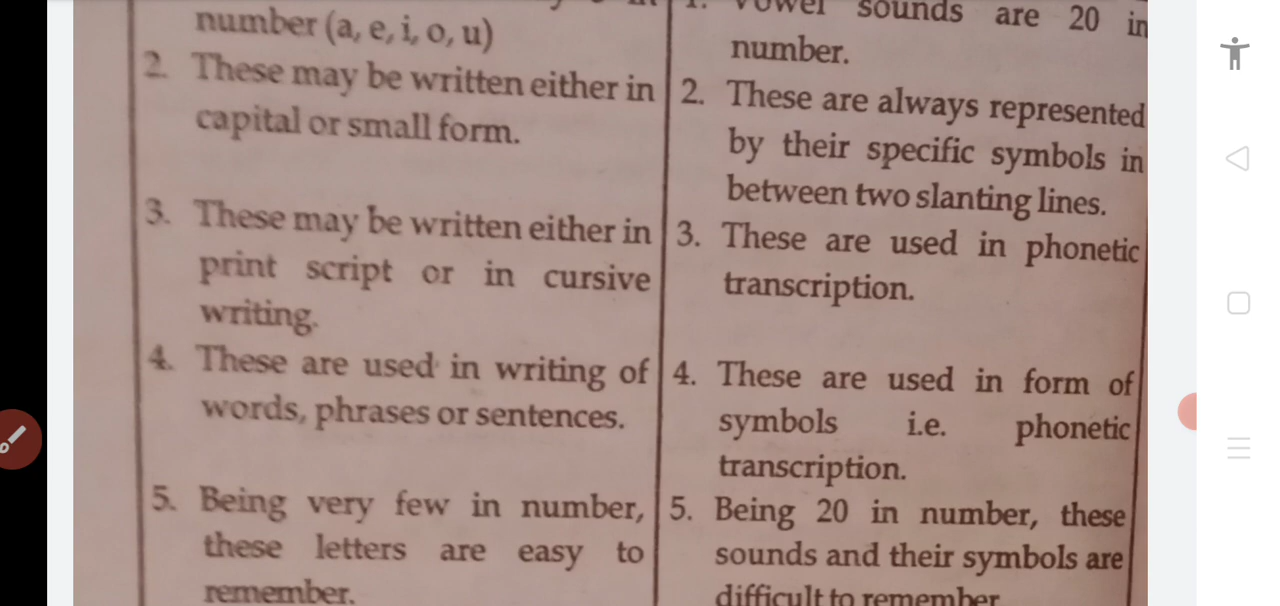 number (a, e, i, o, u)
2. These may be written either in
capital or small form.
3. These may be written either in
print script or in cursive
writing.
4. These are used in writing of
words, phrases or sentences.
5. Being very few in number,
these letters are easy to
remember.
1. Vowel sounds are 20 in
number.
2. These are always represented
by their specific symbols in
between two slanting lines.
3. These are used in phonetic
transcription.
4. These are used in form of
symbols i.e. phonetic
transcription.
5. Being 20 in number, these
sounds and their symbols are
difficult to remember